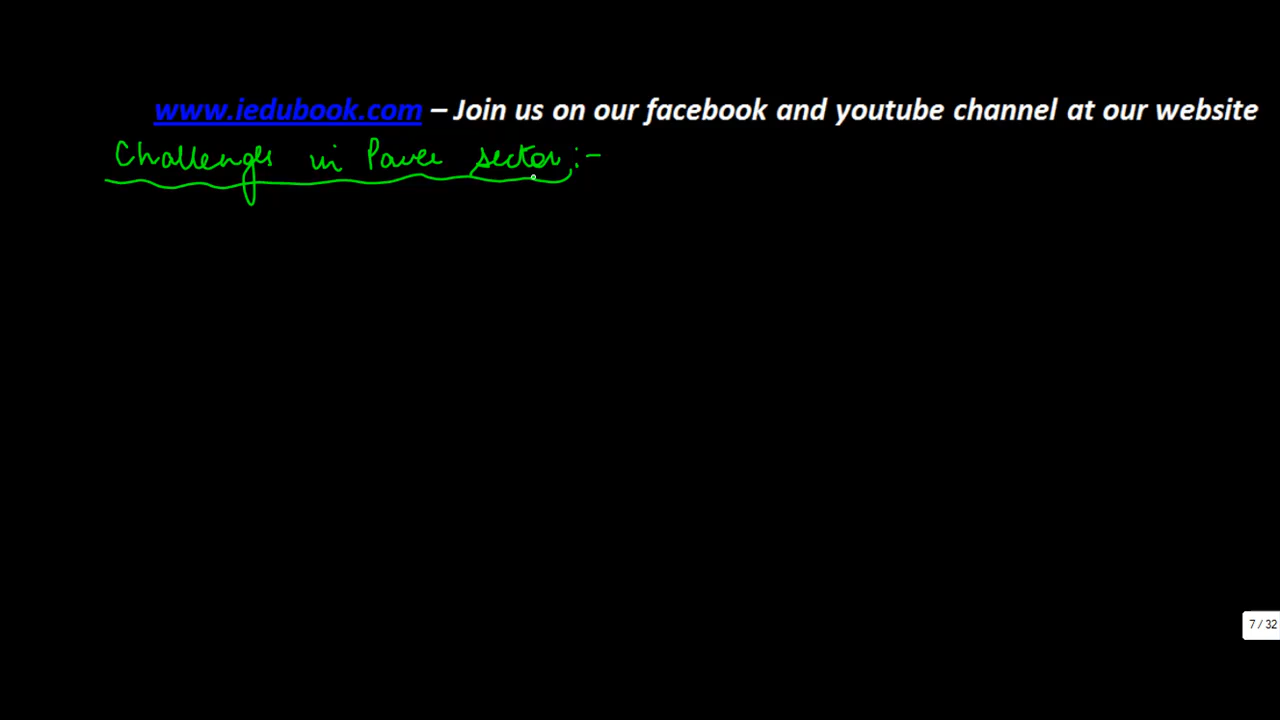 www.iedubook.com – Join us on our facebook and youtube channel at our website
Challenges in Power sector :-
7 / 32